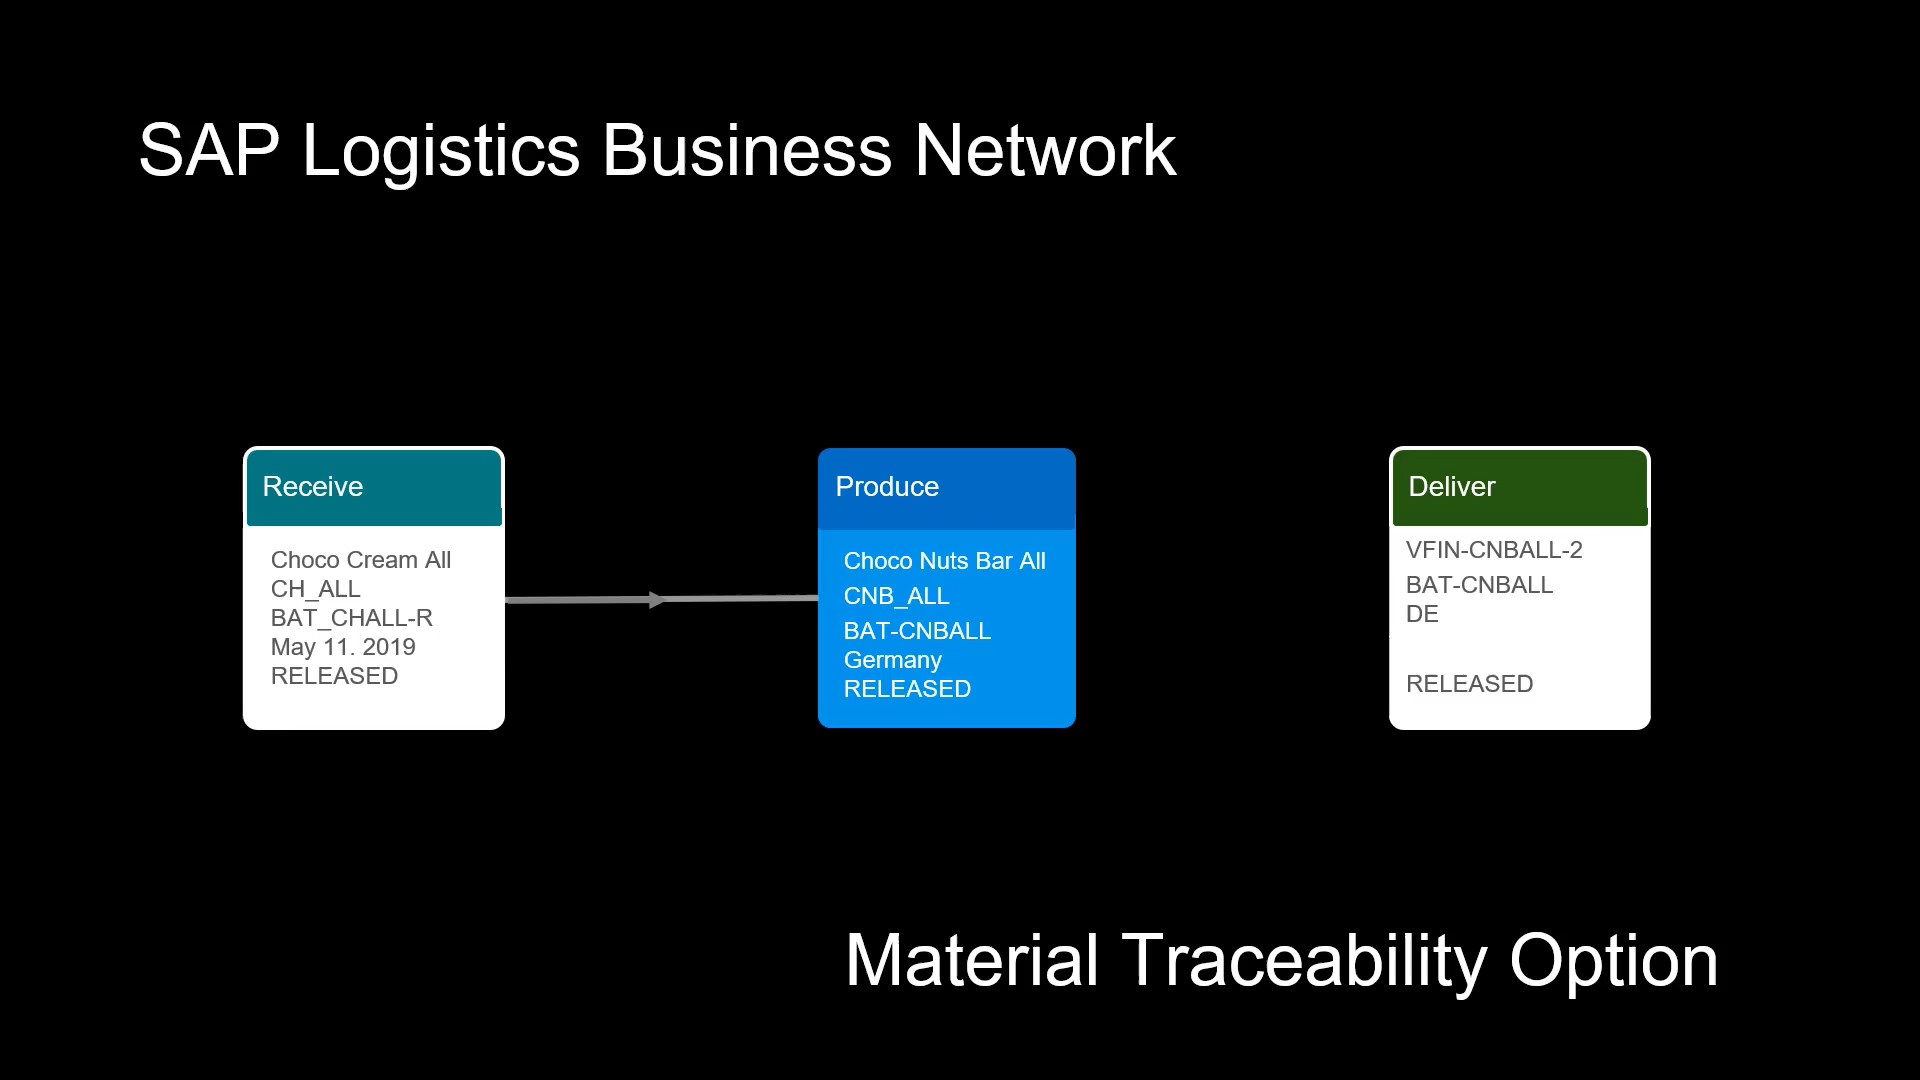 SAP Logistics Business Network
Receive
Choco Cream All
CH_ALL
BAT_CHALL-R
May 11. 2019
RELEASED
Produce
Choco Nuts Bar All
CNB_ALL
BAT-CNBALL
Germany
RELEASED
Deliver
VFIN-CNBALL-2
BAT-CNBALL
DE
RELEASED
Material Traceability Option